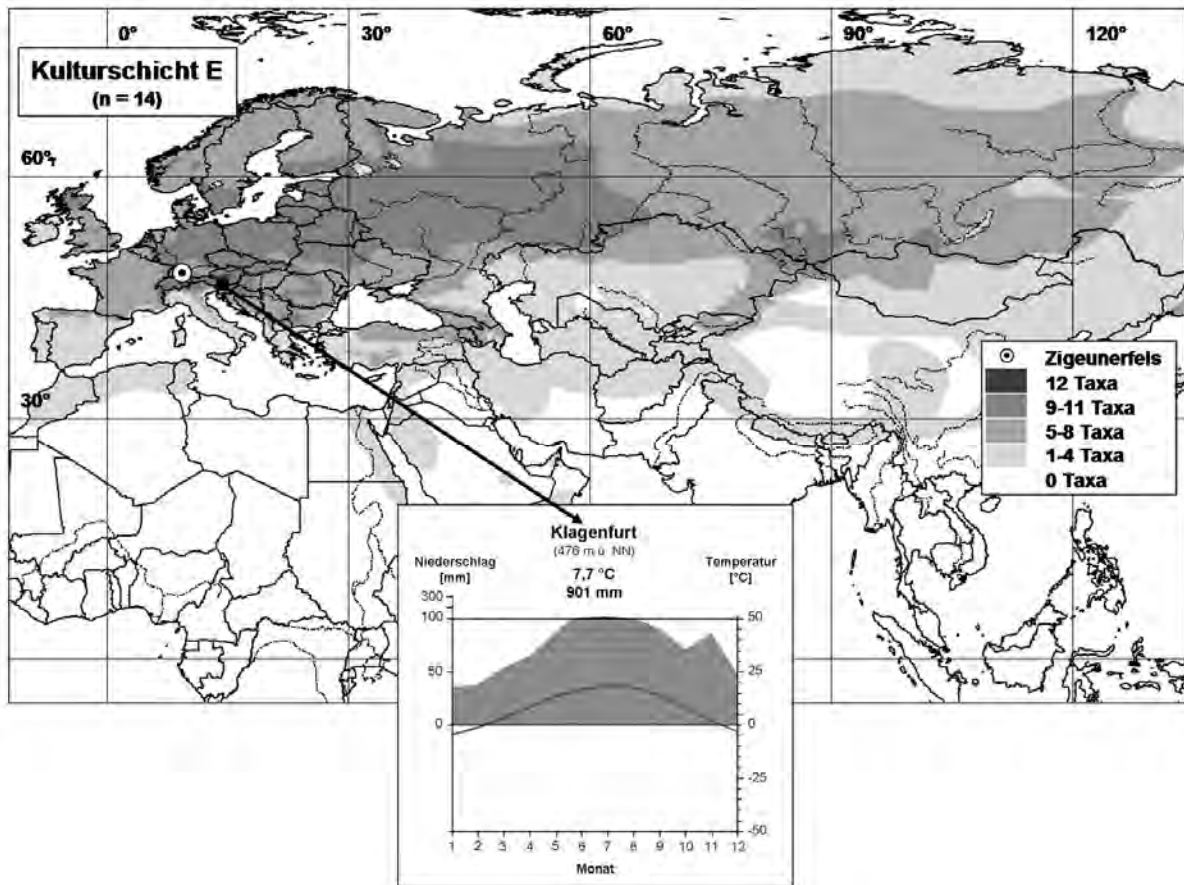 0°
30°
60°
90°
120°
Kulturschicht E
(n = 14)
60°
30°
Zigeunerfels
12 Taxa
9-11 Taxa
5-8 Taxa
1-4 Taxa
0 Taxa
Klagenfurt
(476 m ü NN)
Niederschlag
[mm]
7,7 °C
901 mm
Temperatur
[°C]
300
100
50
0
50
25
0
-25
-50
1 2 3 4 5 6 7 8 9 10 11 12
Monat